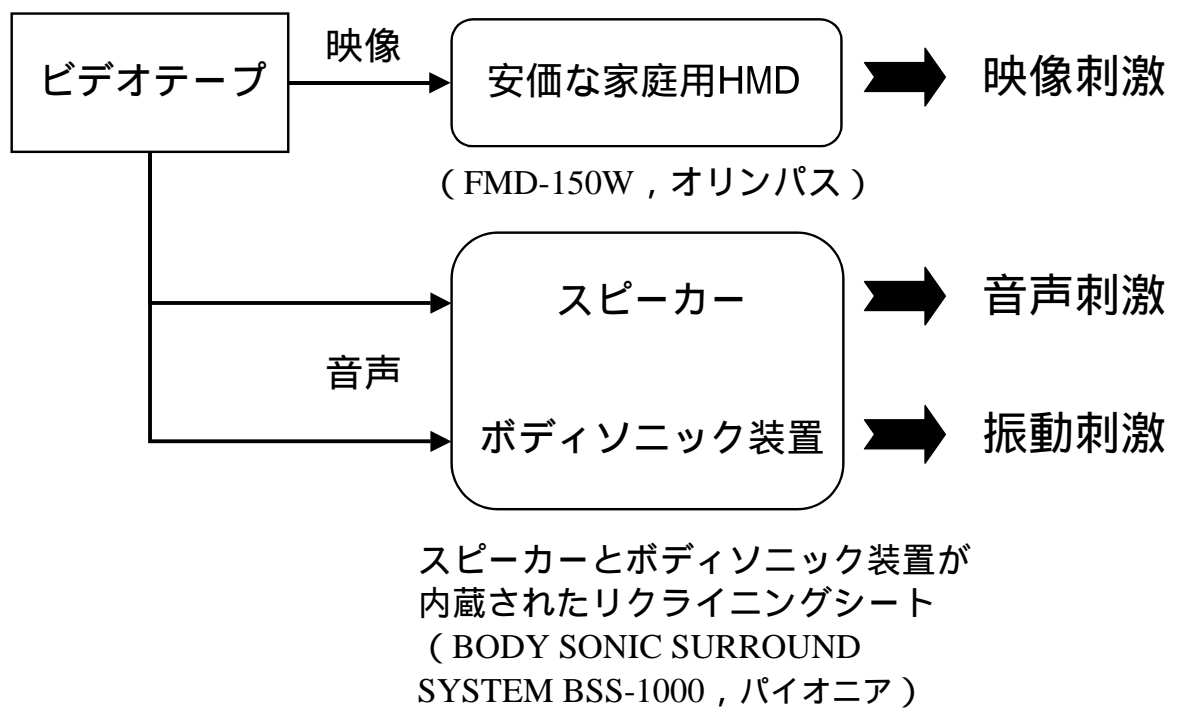 映像
ビデオテープ
安価な家庭用HMD
映像刺激
（FMD-150W，オリンパス）
スピーカー
音声刺激
音声
ボディソニック装置
振動刺激
スピーカーとボディソニック装置が
内蔵されたリクライニングシート
（BODY SONIC SURROUND
SYSTEM BSS-1000，パイオニア）